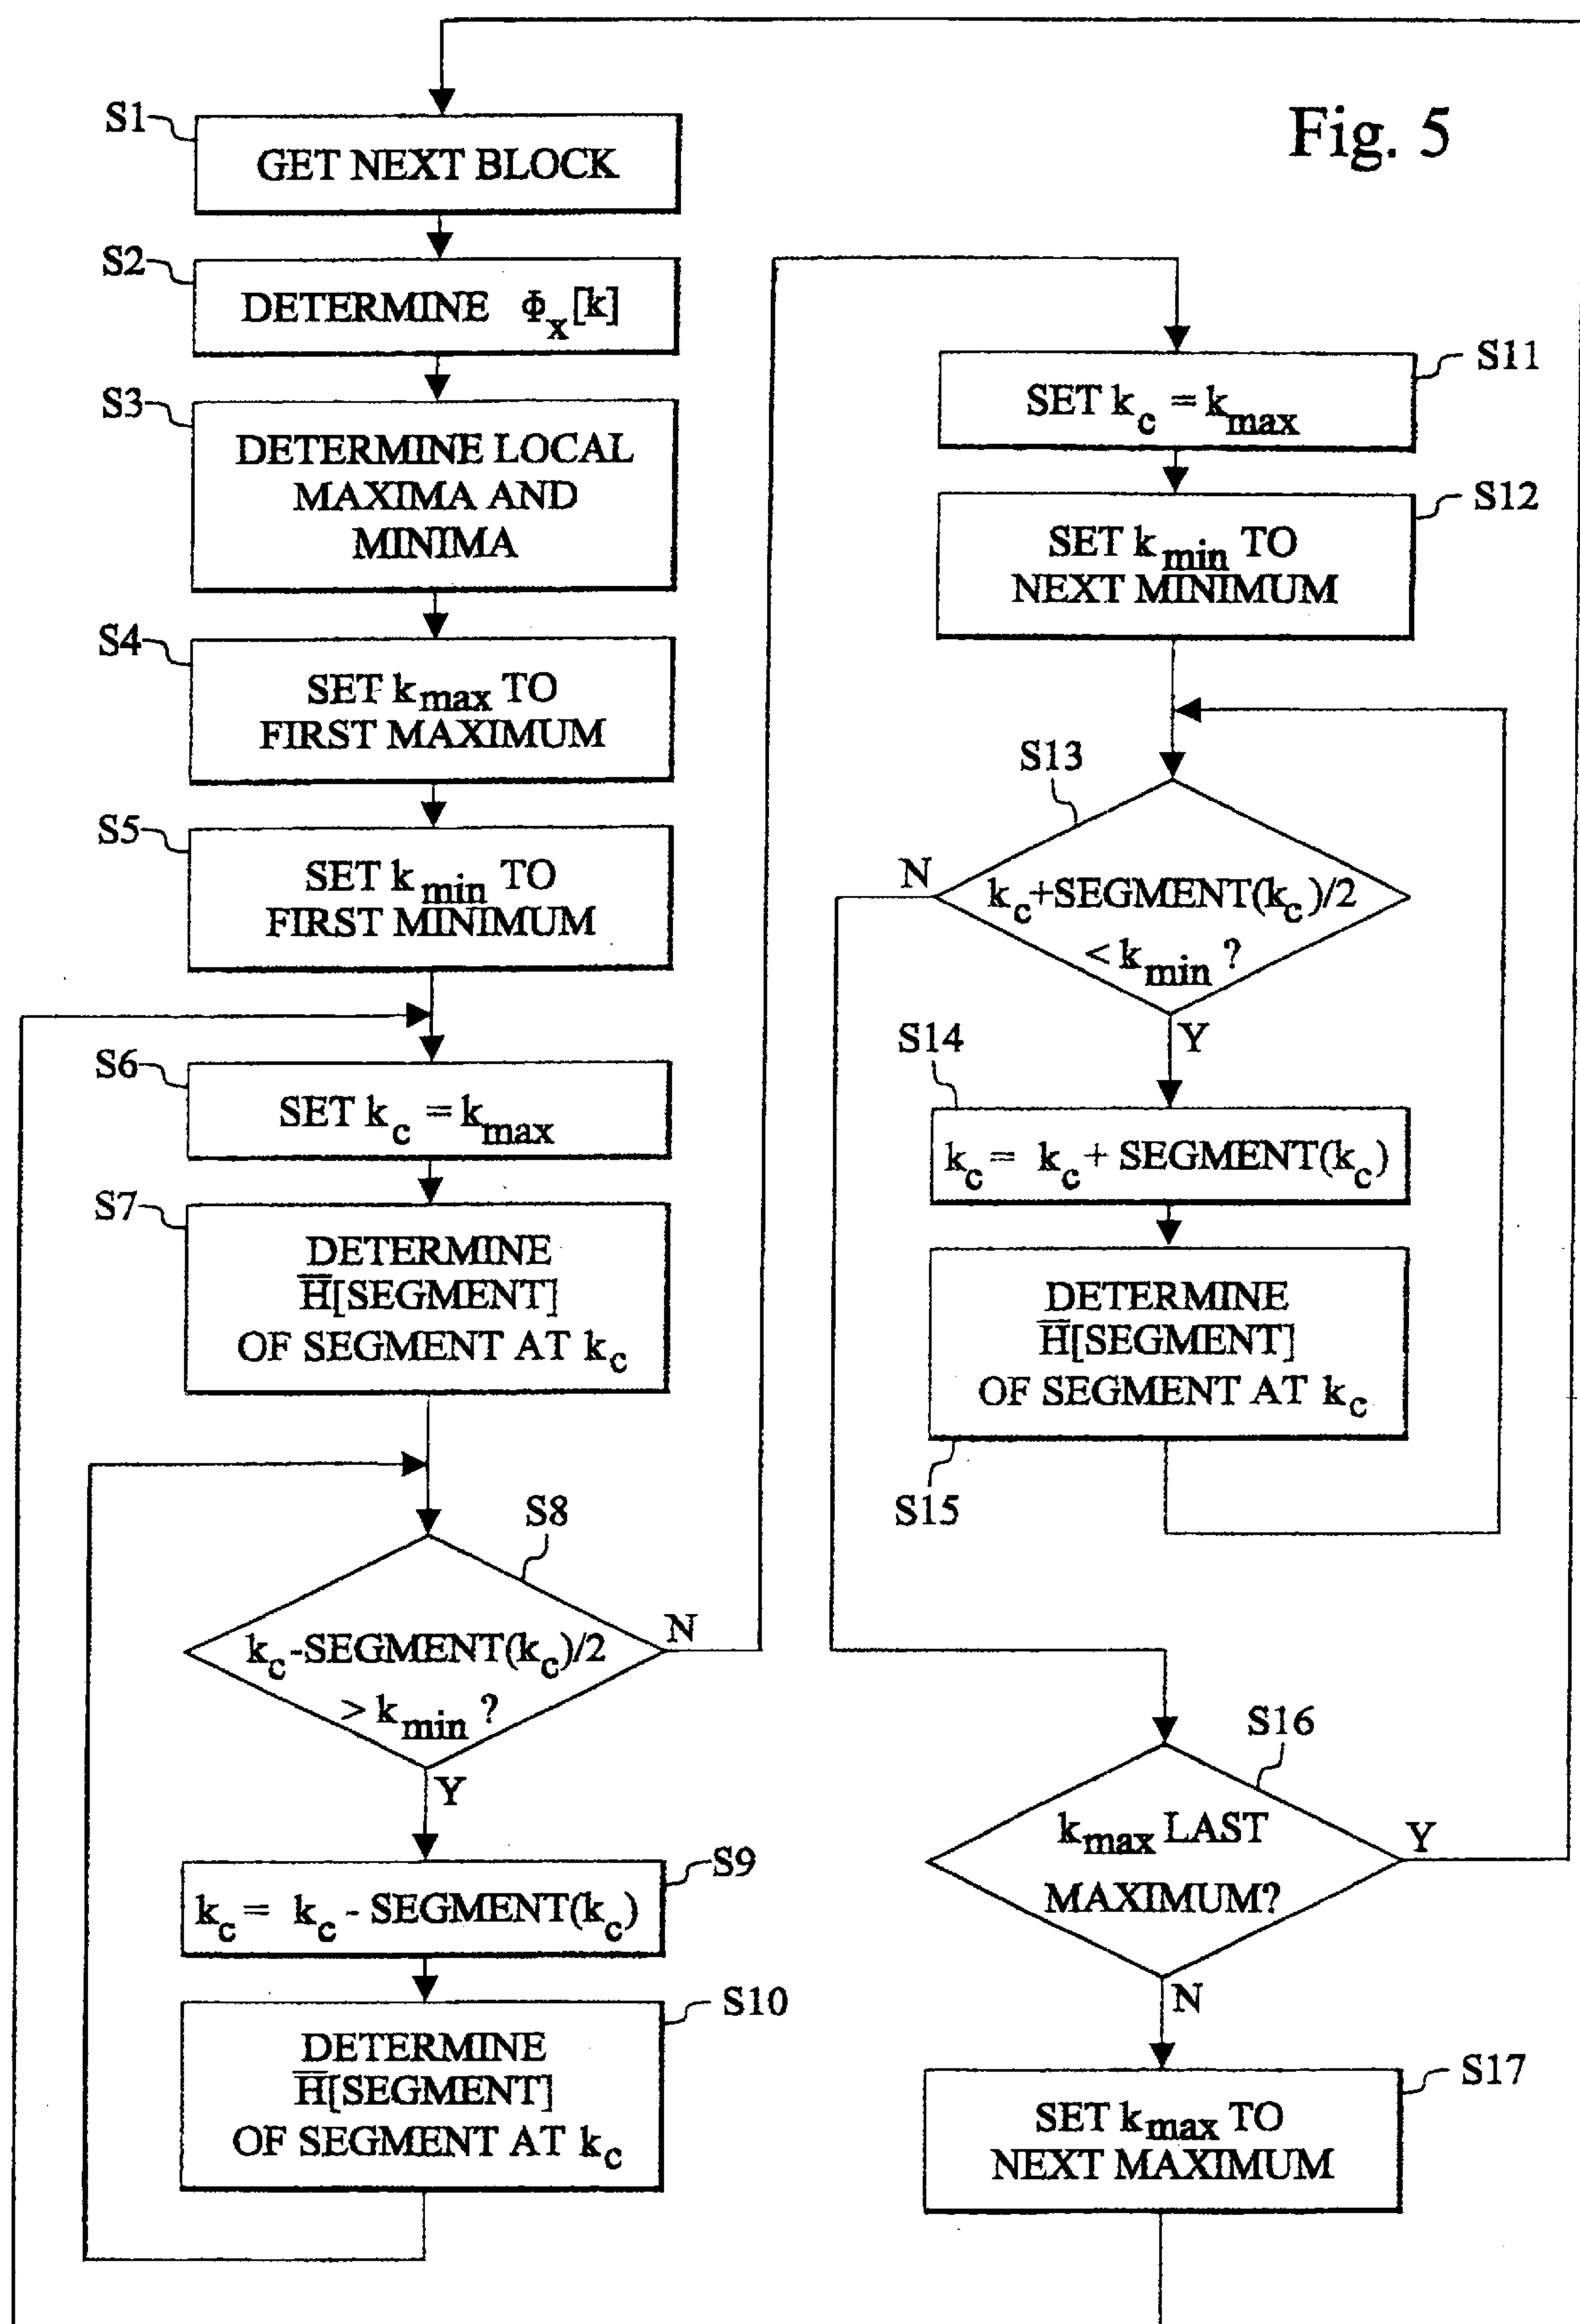 Fig. 5
S1
GET NEXT BLOCK
S2
DETERMINE Φx[k]
S3
DETERMINE LOCAL
MAXIMA AND
MINIMA
S4
SET kmax TO
FIRST MAXIMUM
S5
SET kmin TO
FIRST MINIMUM
S6
SET kc = kmax
S7
DETERMINE
H̅[SEGMENT]
OF SEGMENT AT kc
S8
kc-SEGMENT(kc)/2
> kmin ?
N
Y
S9
kc = kc - SEGMENT(kc)
S10
DETERMINE
H̅[SEGMENT]
OF SEGMENT AT kc
S11
SET kc = kmax
S12
SET kmin TO
NEXT MINIMUM
S13
N
kc+SEGMENT(kc)/2
< kmin ?
Y
S14
kc = kc + SEGMENT(kc)
DETERMINE
H̅[SEGMENT]
OF SEGMENT AT kc
S15
S16
kmax LAST
MAXIMUM?
Y
N
S17
SET kmax TO
NEXT MAXIMUM